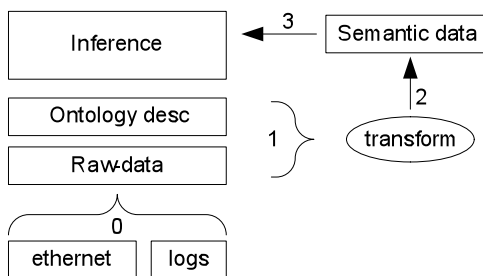 Inference
3
Semantic data
Ontology desc
1
2
transform
Raw-data
0
ethernet
logs